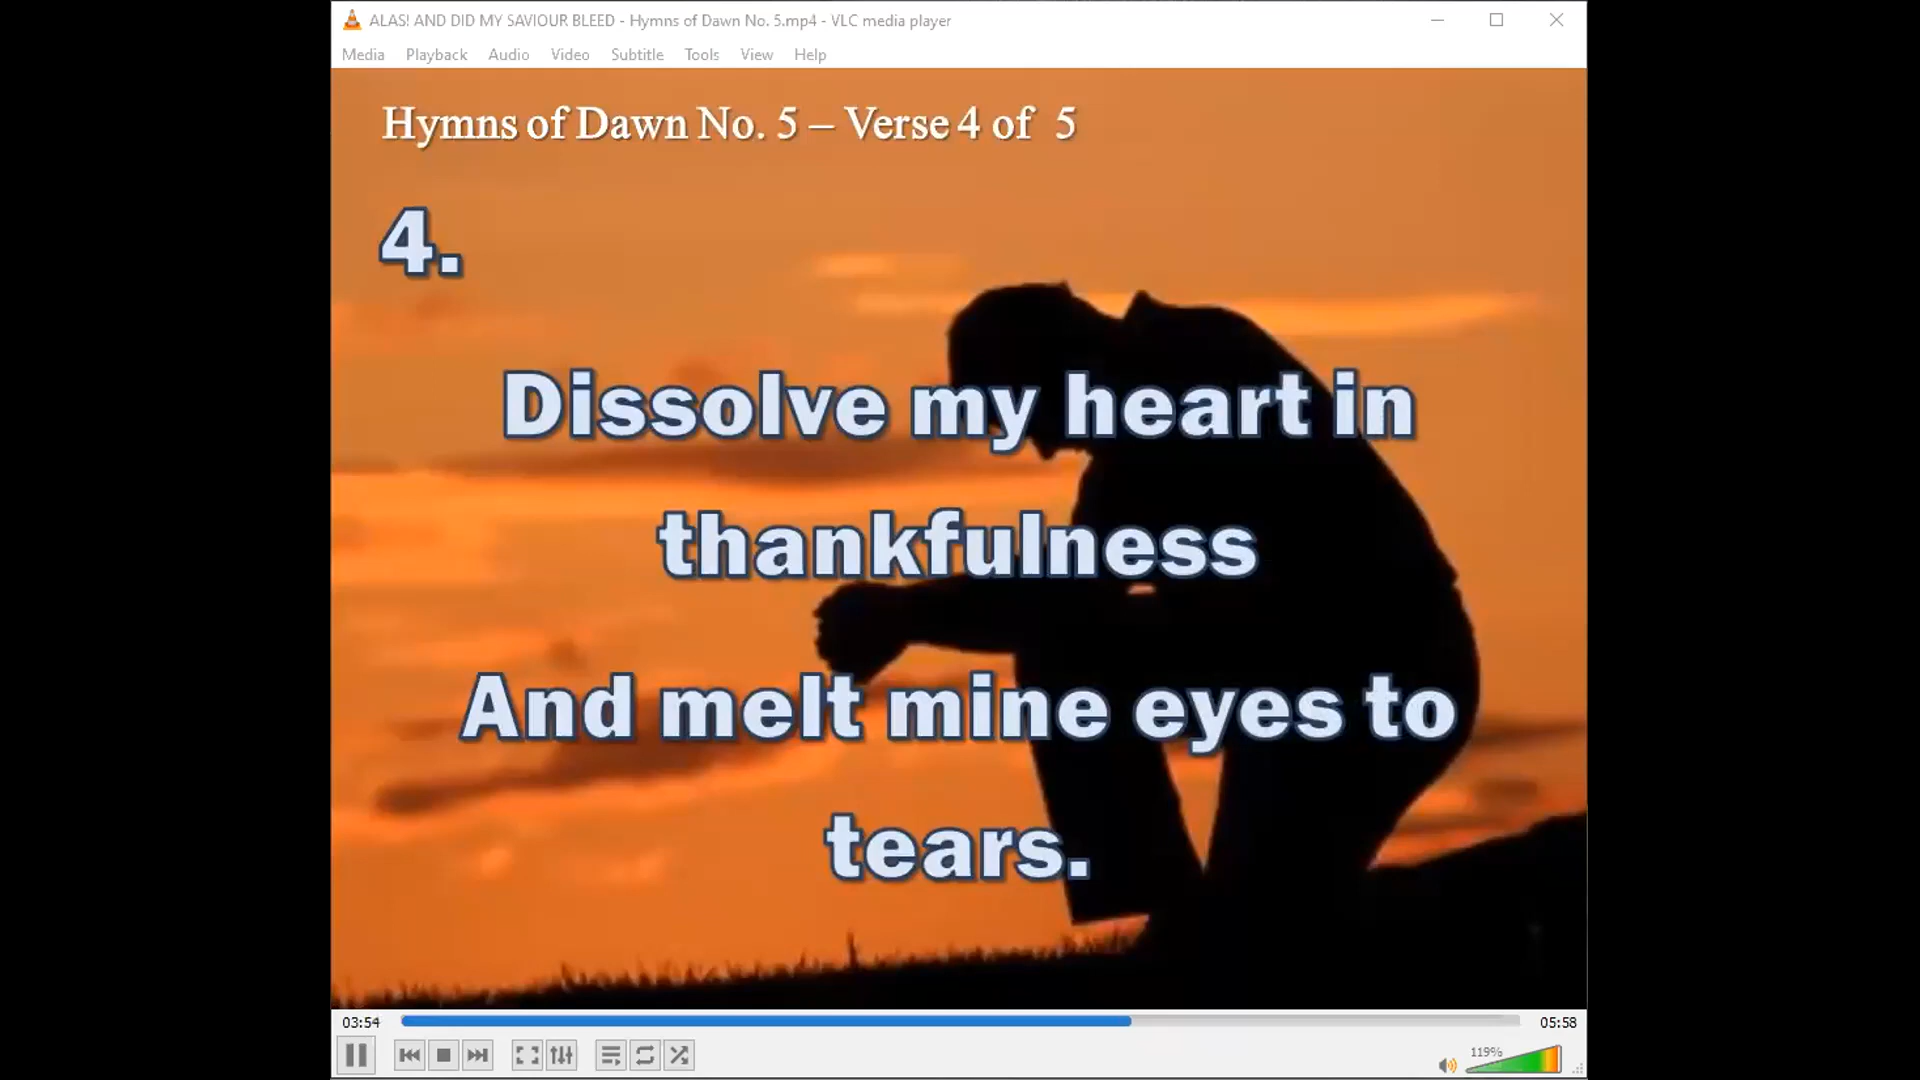 ALAS! AND DID MY SAVIOUR BLEED - Hymns of Dawn No. 5.mp4 - VLC media player
Media Playback Audio Video Subtitle Tools View Help
Hymns of Dawn No. 5 – Verse 4 of 5
4.
Dissolve my heart in
thankfulness
And melt mine eyes to
tears.
03:54 05:58
119%